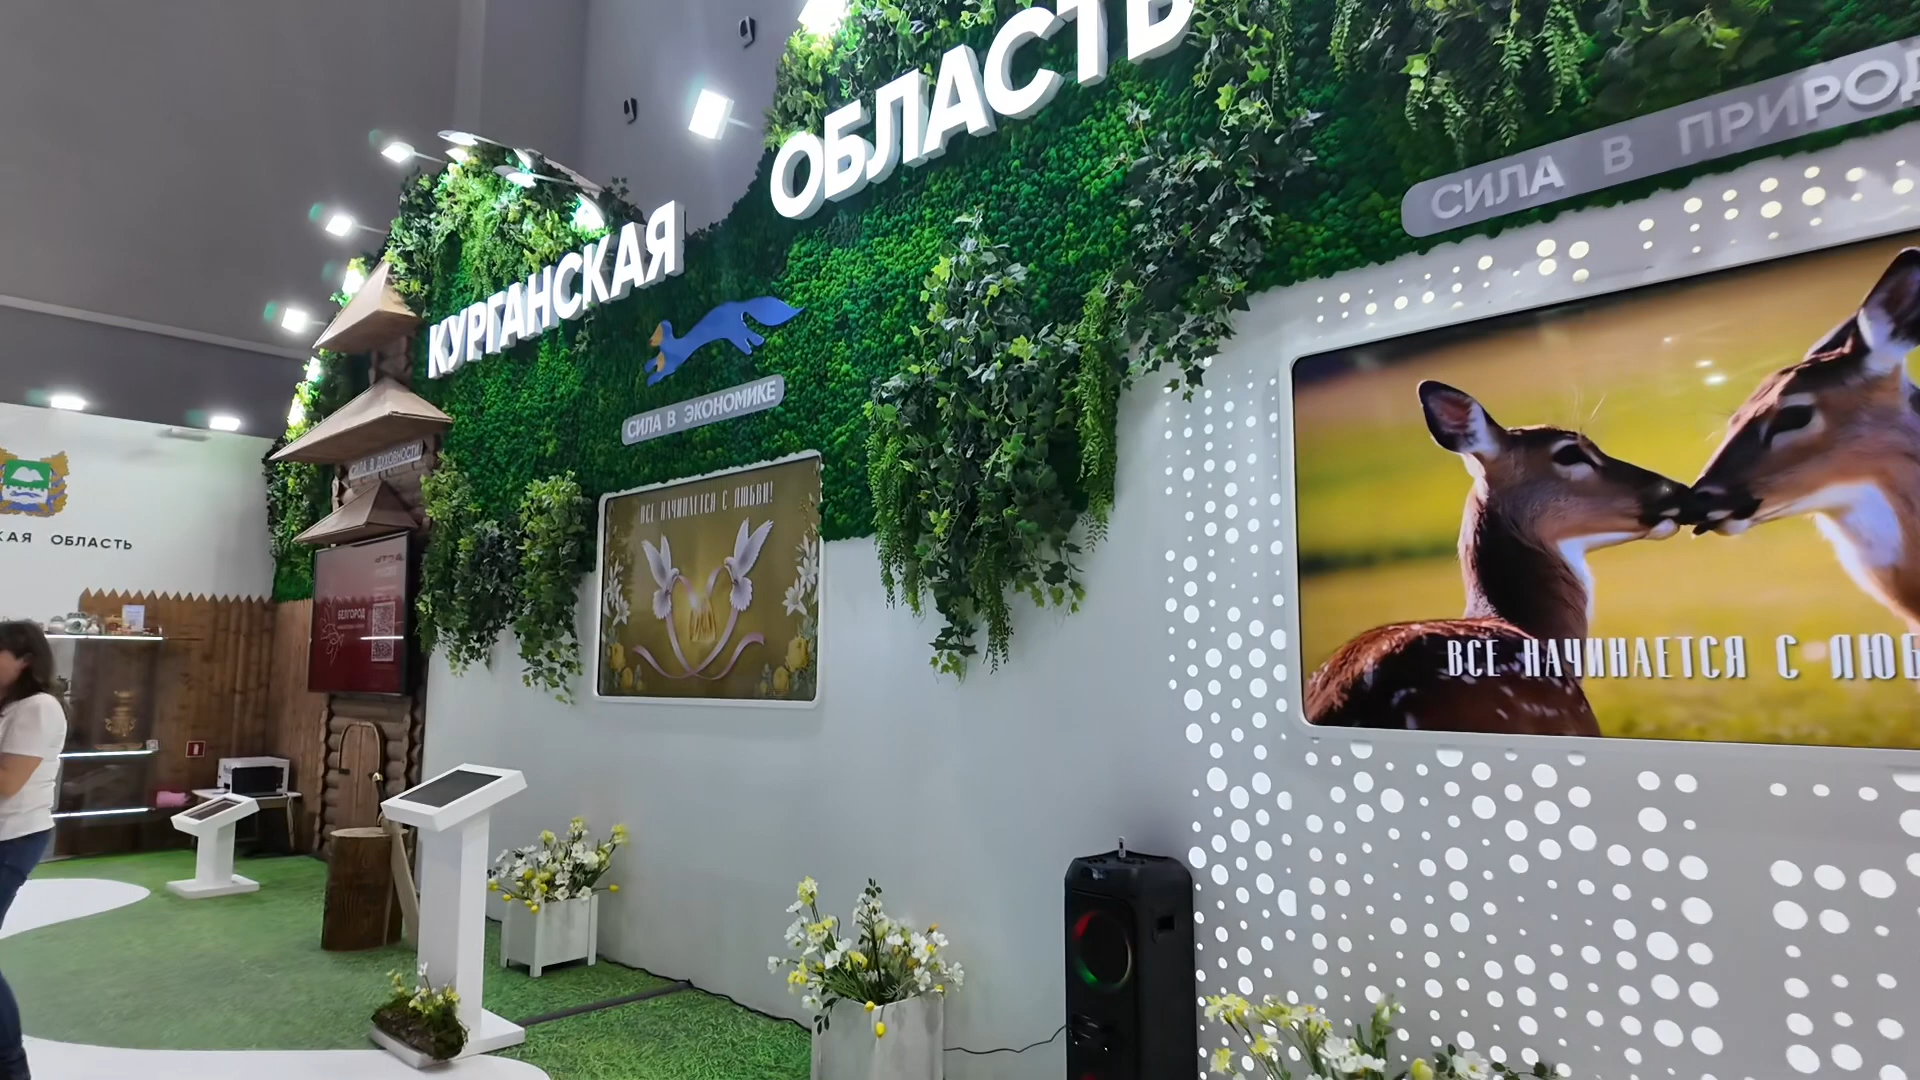 КУРГАНСКАЯ ОБЛАСТЬ
СИЛА В ПРИРОД
СИЛА В ЭКОНОМИКЕ
СИЛА В ДУХОВНОСТИ
ВСЕ НАЧИНАЕТСЯ С ЛЮБВИ!
ВСЕ НАЧИНАЕТСЯ С ЛЮБ
КАЯ ОБЛАСТЬ
БЕЛГОРОД